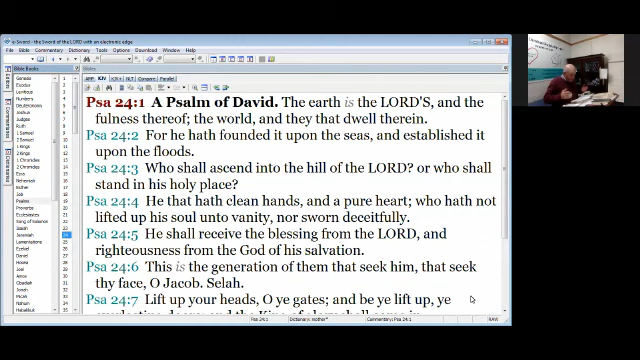 e-Sword - the Sword of the LORD with an electronic edge
File Bible Commentary Dictionary Tools Download Window Help
Bible Books
Bibles
KJV KJV+ NLT Compare Parallel
Psa 24:1 A Psalm of David. The earth is the LORD'S, and the
fulness thereof; the world, and they that dwell therein.
Psa 24:2 For he hath founded it upon the seas, and established it
upon the floods.
Psa 24:3 Who shall ascend into the hill of the LORD? or who shall
stand in his holy place?
Psa 24:4 He that hath clean hands, and a pure heart; who hath not
lifted up his soul unto vanity, nor sworn deceitfully.
Psa 24:5 He shall receive the blessing from the LORD, and
righteousness from the God of his salvation.
Psa 24:6 This is the generation of them that seek him, that seek
thy face, O Jacob. Selah.
Psa 24:7 Lift up your heads, O ye gates; and be ye lift up, ye
Genesis
Exodus
Leviticus
Numbers
Deuteronomy
Joshua
Judges
Ruth
1 Samuel
2 Samuel
1 Kings
2 Kings
1 Chronicles
2 Chronicles
Ezra
Nehemiah
Esther
Job
Psalms
Proverbs
Ecclesiastes
Song of Solomon
Isaiah
Jeremiah
Lamentations
Ezekiel
Daniel
Hosea
Joel
Amos
Obadiah
Jonah
Micah
Nahum
Habakkuk
Psa 24:1
Dictionary: mother*
Commentary: Psa 24:1
RAW